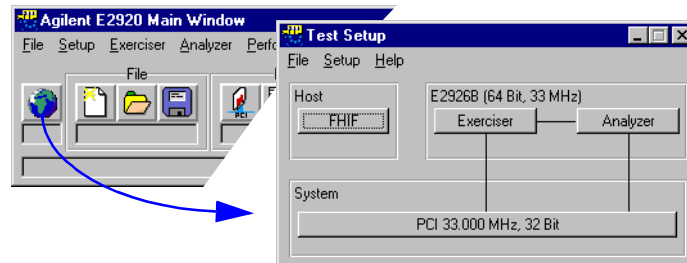 Agilent E2920 Main Window
File Setup Exerciser Analyzer
File
PCI
Test Setup
File Setup Help
Host
FHIF
E2926B (64 Bit, 33 MHz)
Exerciser
Analyzer
System
PCI 33.000 MHz, 32 Bit